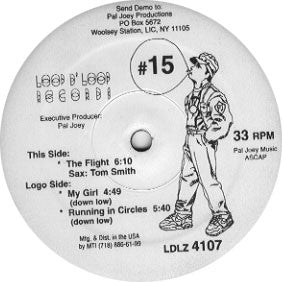 Send Demo to:
Pal Joey Productions
PO Box 5672
Woolsey Station, LIC, NY 11105
LOOP D' LOOP
RECORDS
#15
Executive Producer:
Pal Joey
33 RPM
Pal Joey Music
ASCAP
This Side:
* The Flight 6:10
Sax: Tom Smith
Logo Side:
* My Girl 4:49
(down low)
* Running in Circles 5:40
(down low)
Mfg. & Dist. in the USA
by MTI (718) 886-61-99
LDLZ 4107